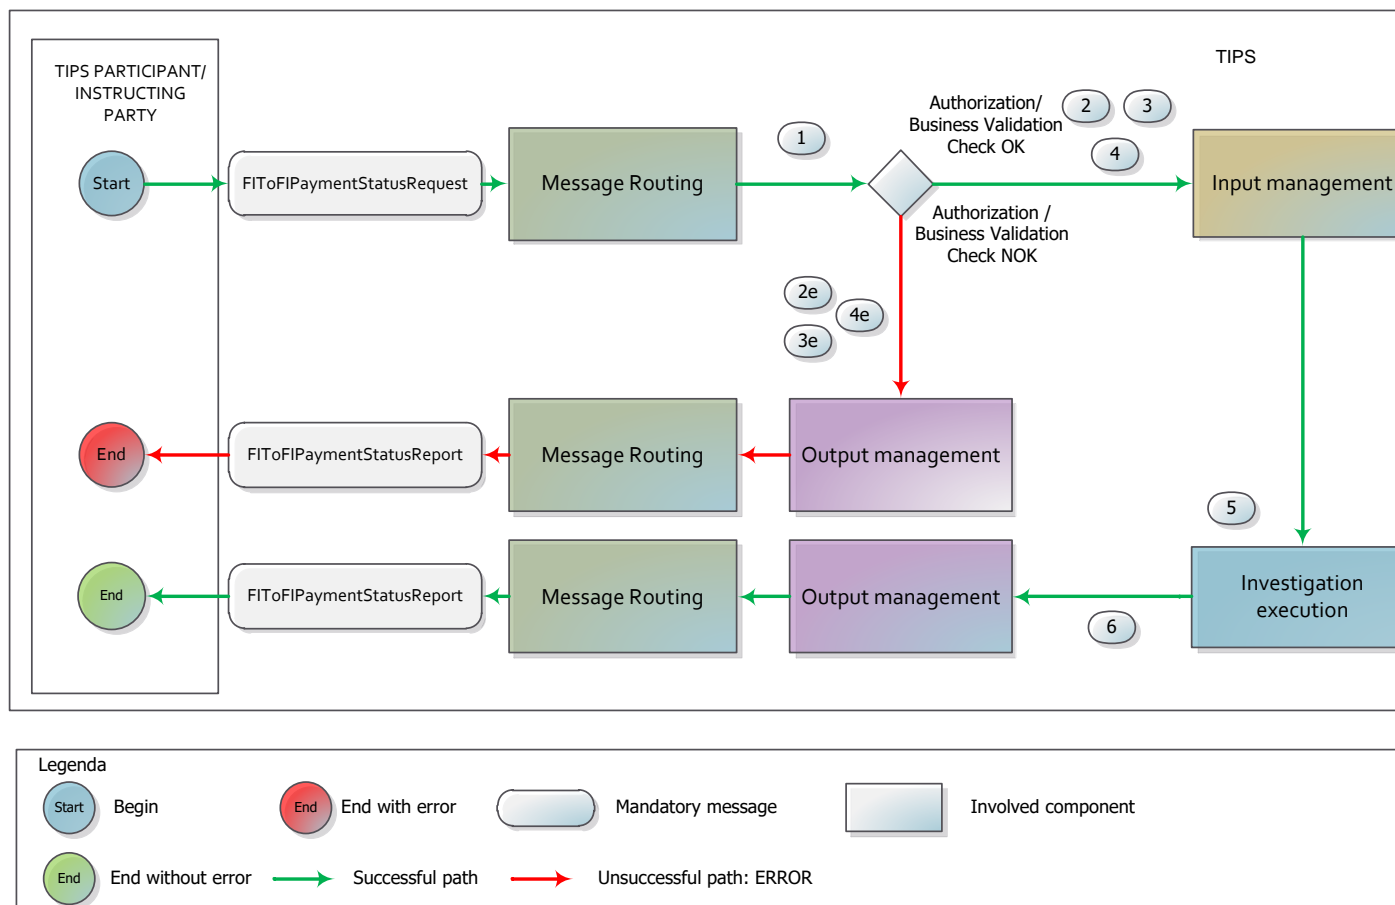 TIPS PARTICIPANT/
INSTRUCTING
PARTY
TIPS
Start
FIToFIPaymentStatusRequest
Message Routing
1
Authorization/
Business Validation
Check OK
2
3
4
Input management
Authorization /
Business Validation
Check NOK
2e
4e
3e
End
FIToFIPaymentStatusReport
Message Routing
Output management
5
End
FIToFIPaymentStatusReport
Message Routing
Output management
6
Investigation
execution
Legenda
Start
Begin
End
End with error
Mandatory message
Involved component
End
End without error
Successful path
Unsuccessful path: ERROR